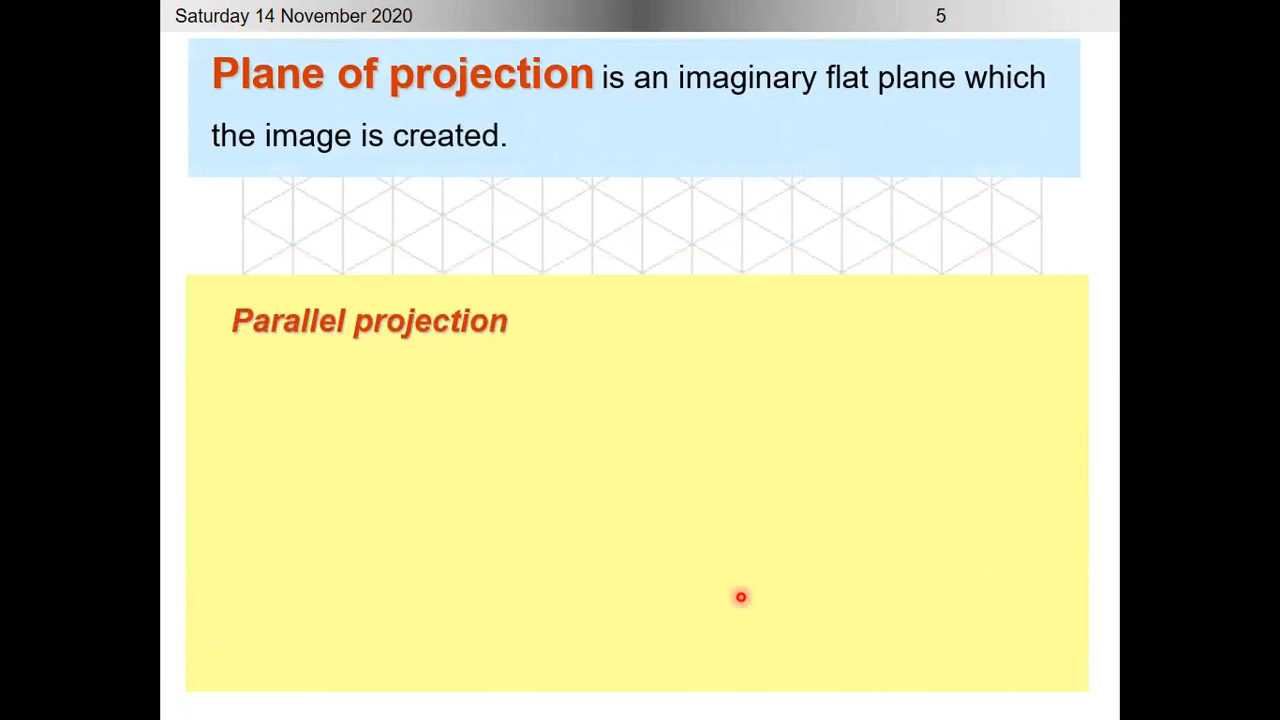 Saturday 14 November 2020 5
Plane of projection is an imaginary flat plane which
the image is created.
Parallel projection